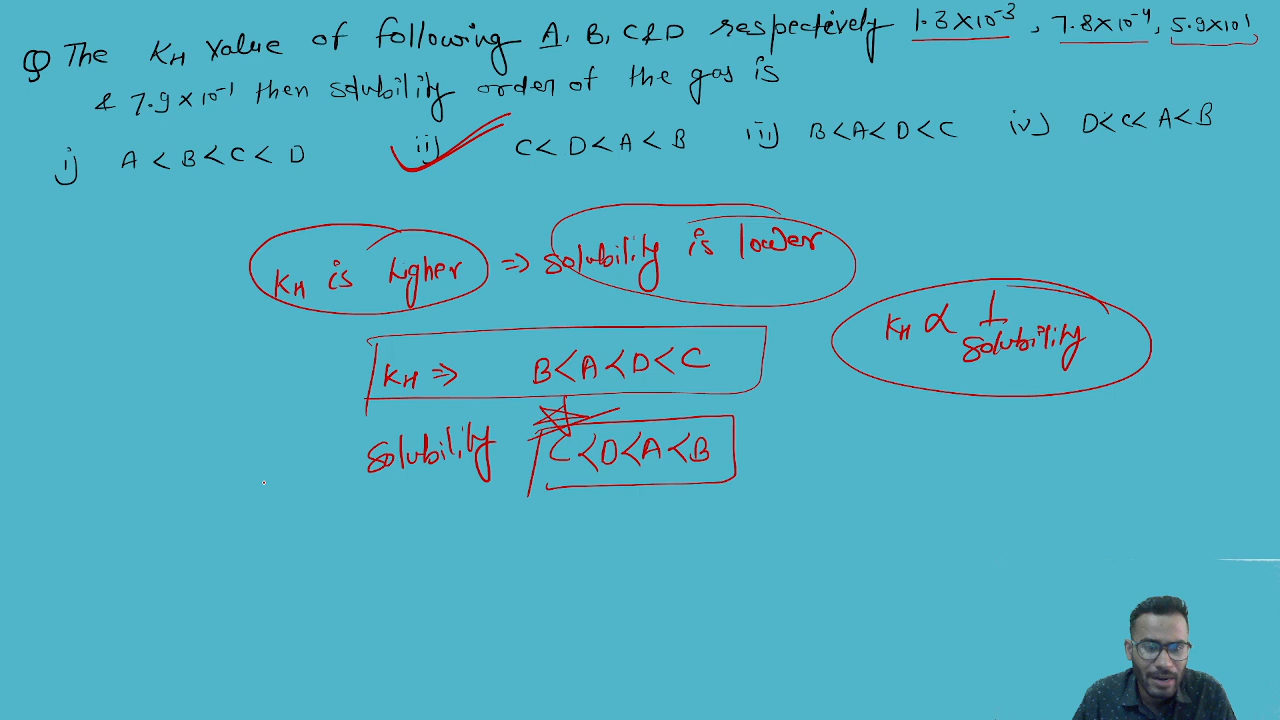 Q The KH value of following A, B, C & D respectively 1.3×10⁻³, 7.8×10⁻⁴, 5.9×10¹
& 7.9×10⁻¹ then solubility order of the gas is
i) A<B<C<D ii) C<D<A<B iii) B<A<D<C iv) D<C<A<B
KH is higher ⇒ solubility is lower
KH ∝ 1/solubility
KH ⇒ B<A<D<C
solubility C<D<A<B